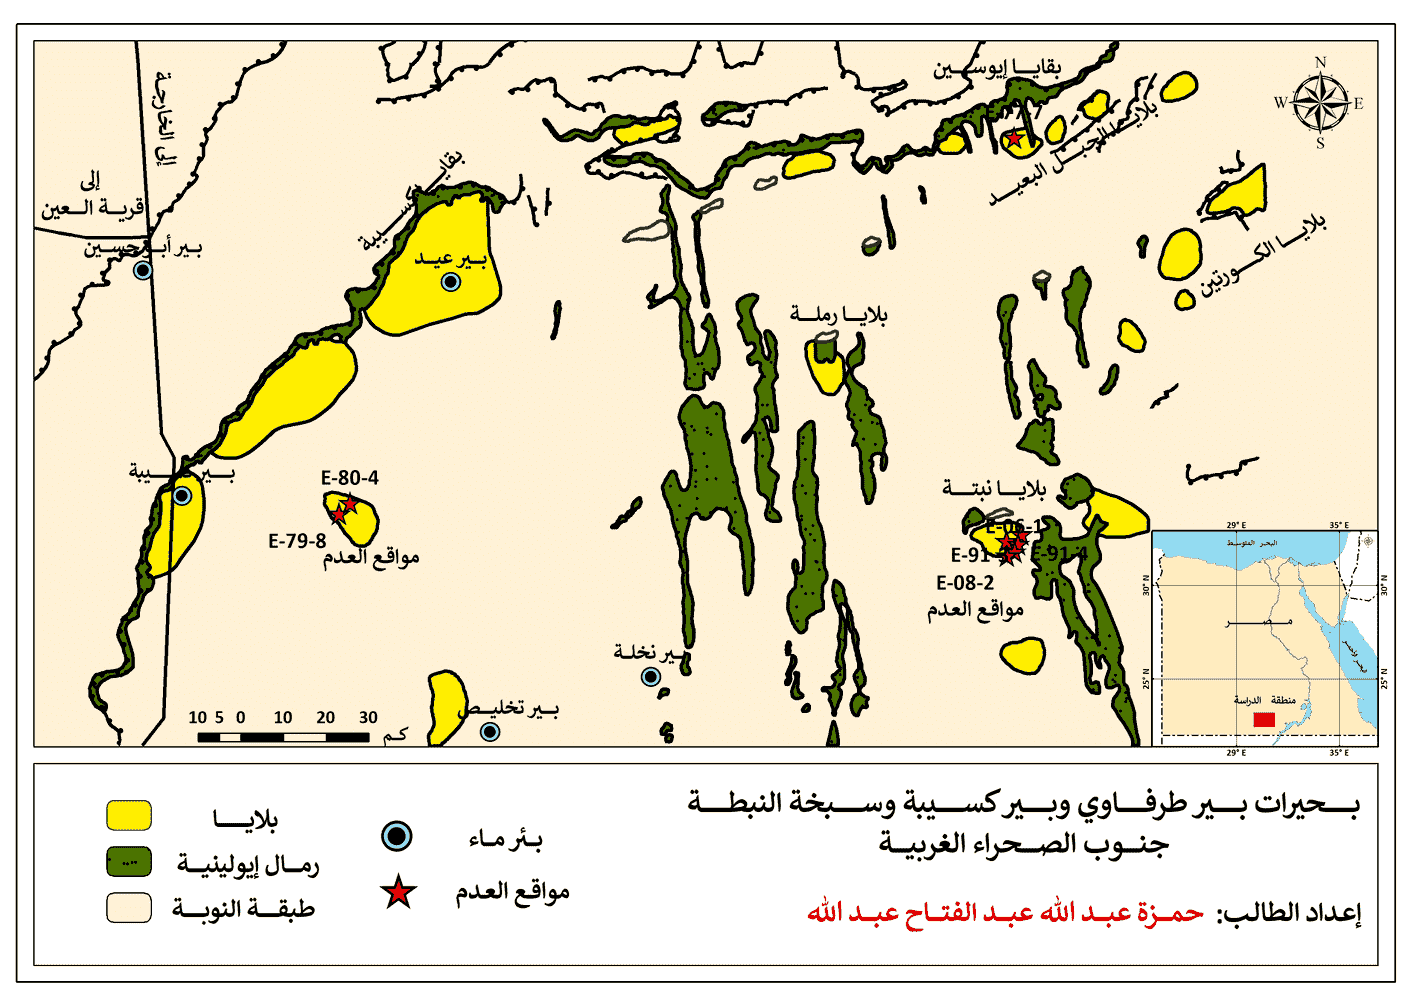 بقايا إيوسين
N
W E
S
إلى الخارجة
بلايا الجبل البعيد
إلى
قرية العين
بير أبو حسين
بقايا كسيبة
بير عيد
بلايا الكورتين
بلايا رملة
بير كسيبة
E-80-4
E-79-8
مواقع العدم
بلايا نبتة
E-06-1
E-91-4
E-08-2
مواقع العدم
بير نخلة
بير تخليص
10 5 0 10 20 30
كم
29° E 35° E
البحر المتوسط
30° N 30° N
مصر
البحر الأحمر
25° N 25° N
منطقة الدراسة
29° E 35° E
بحيرات بير طرفاوي وبير كسيبة وسبخة النبطة
جنوب الصحراء الغربية
إعداد الطالب: حمزة عبد الله عبد الفتاح عبد الله
بئر ماء
مواقع العدم
بلايا
رمال إيولينية
طبقة النوبة